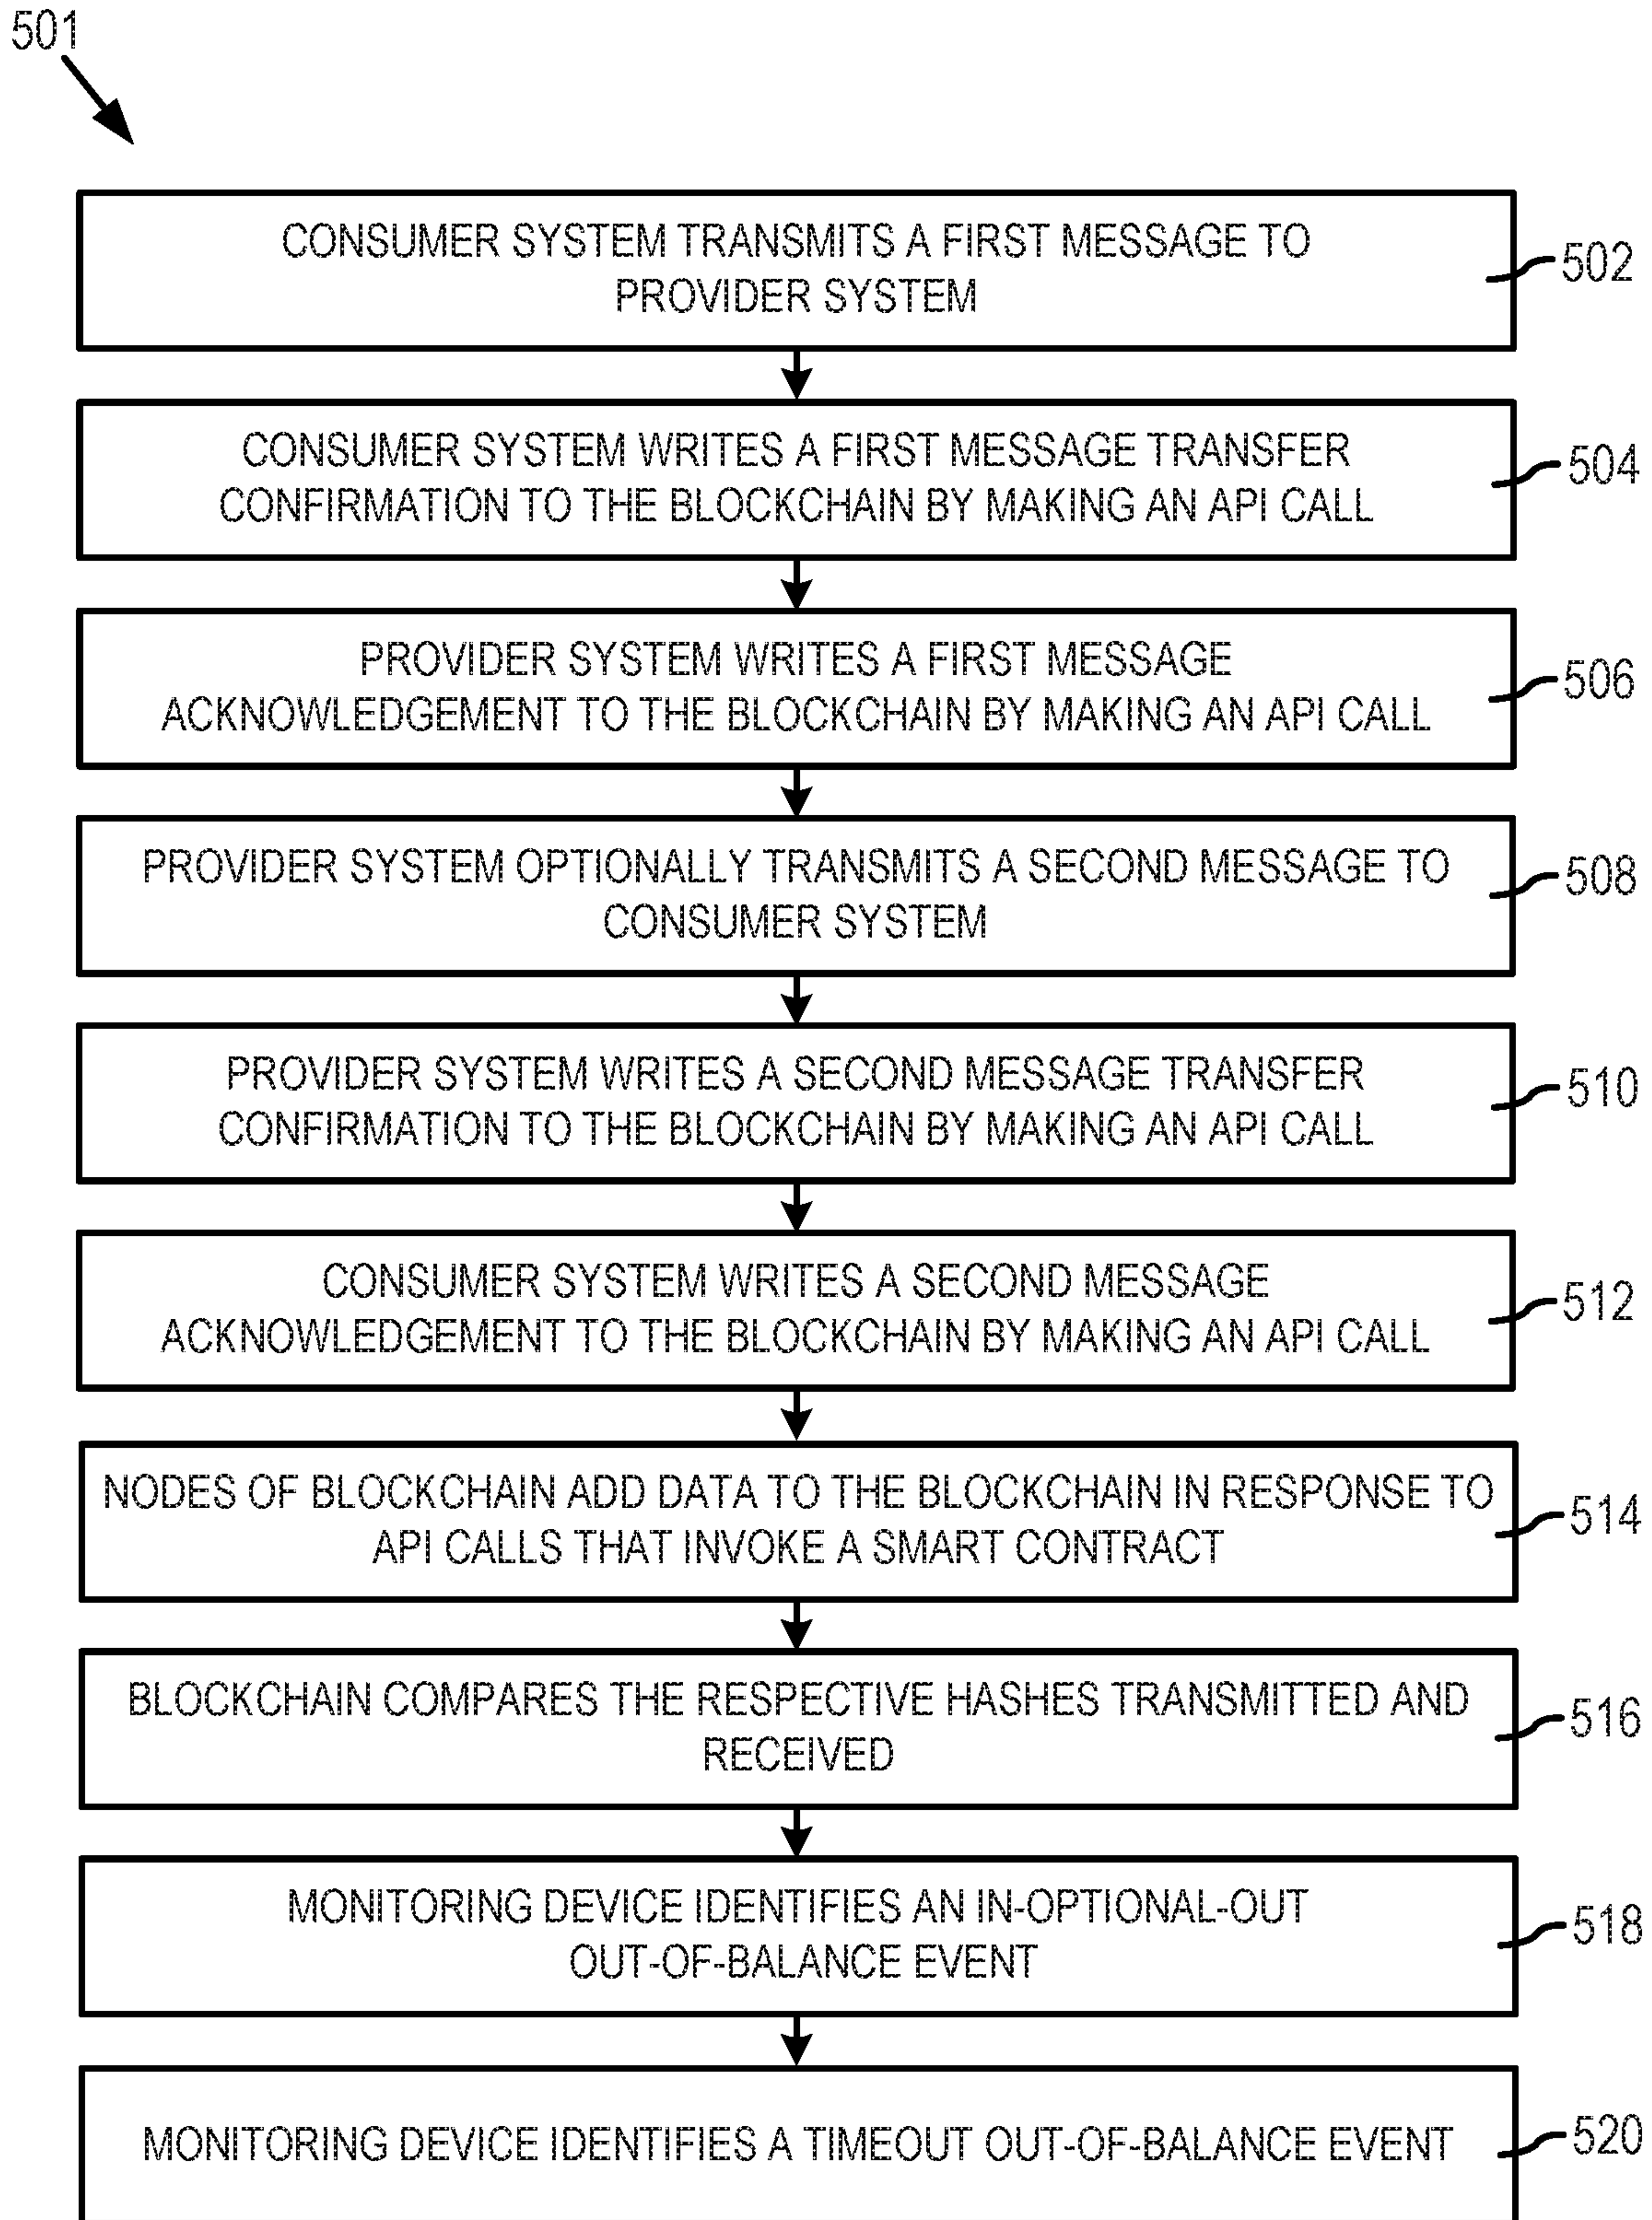 501
CONSUMER SYSTEM TRANSMITS A FIRST MESSAGE TO
PROVIDER SYSTEM
502
CONSUMER SYSTEM WRITES A FIRST MESSAGE TRANSFER
CONFIRMATION TO THE BLOCKCHAIN BY MAKING AN API CALL
504
PROVIDER SYSTEM WRITES A FIRST MESSAGE
ACKNOWLEDGEMENT TO THE BLOCKCHAIN BY MAKING AN API CALL
506
PROVIDER SYSTEM OPTIONALLY TRANSMITS A SECOND MESSAGE TO
CONSUMER SYSTEM
508
PROVIDER SYSTEM WRITES A SECOND MESSAGE TRANSFER
CONFIRMATION TO THE BLOCKCHAIN BY MAKING AN API CALL
510
CONSUMER SYSTEM WRITES A SECOND MESSAGE
ACKNOWLEDGEMENT TO THE BLOCKCHAIN BY MAKING AN API CALL
512
NODES OF BLOCKCHAIN ADD DATA TO THE BLOCKCHAIN IN RESPONSE TO
API CALLS THAT INVOKE A SMART CONTRACT
514
BLOCKCHAIN COMPARES THE RESPECTIVE HASHES TRANSMITTED AND
RECEIVED
516
MONITORING DEVICE IDENTIFIES AN IN-OPTIONAL-OUT
OUT-OF-BALANCE EVENT
518
MONITORING DEVICE IDENTIFIES A TIMEOUT OUT-OF-BALANCE EVENT
520